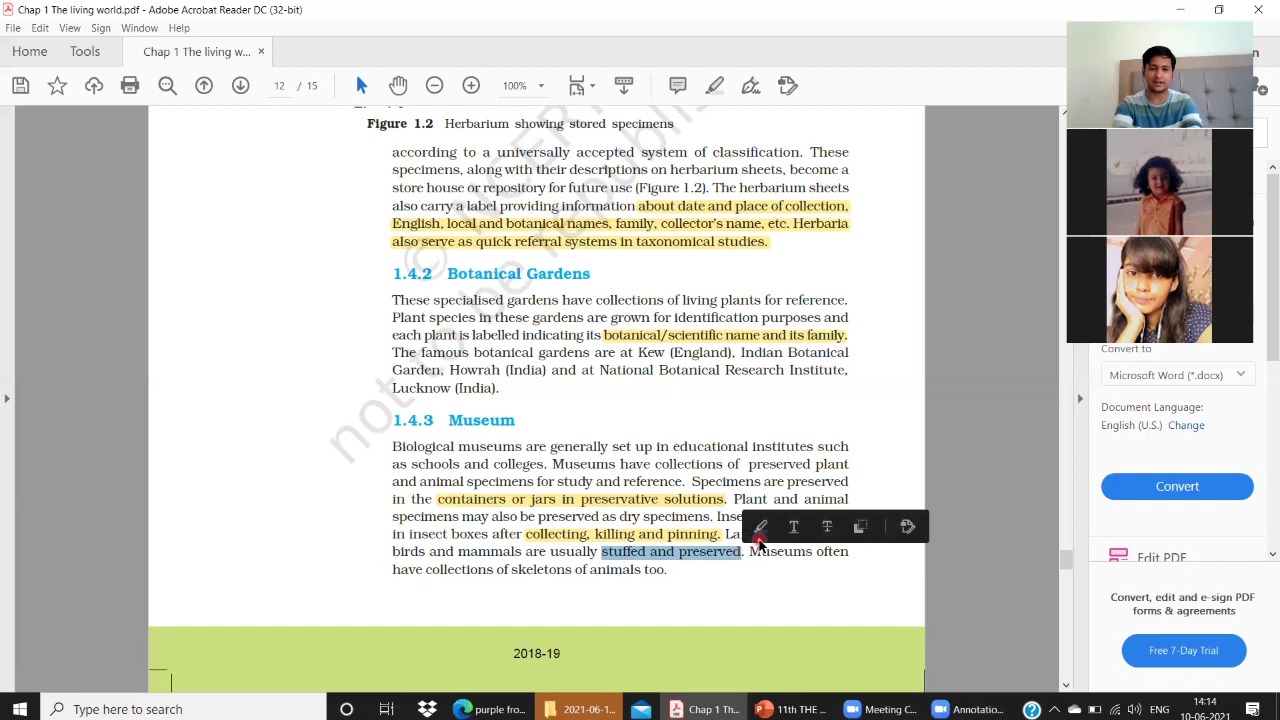 Chap 1 The living world.pdf - Adobe Acrobat Reader DC (32-bit)
File Edit View Sign Window Help
Home Tools Chap 1 The living w... ×
12 / 15 100%
Figure 1.2 Herbarium showing stored specimens
according to a universally accepted system of classification. These
specimens, along with their descriptions on herbarium sheets, become a
store house or repository for future use (Figure 1.2). The herbarium sheets
also carry a label providing information about date and place of collection,
English, local and botanical names, family, collector's name, etc. Herbaria
also serve as quick referral systems in taxonomical studies.
1.4.2 Botanical Gardens
These specialised gardens have collections of living plants for reference.
Plant species in these gardens are grown for identification purposes and
each plant is labelled indicating its botanical/scientific name and its family.
The famous botanical gardens are at Kew (England), Indian Botanical
Garden, Howrah (India) and at National Botanical Research Institute,
Lucknow (India).
1.4.3 Museum
Biological museums are generally set up in educational institutes such
as schools and colleges. Museums have collections of preserved plant
and animal specimens for study and reference. Specimens are preserved
in the containers or jars in preservative solutions. Plant and animal
specimens may also be preserved as dry specimens. Inse
in insect boxes after collecting, killing and pinning. La
birds and mammals are usually stuffed and preserved. Museums often
have collections of skeletons of animals too.
2018-19
© NCERT
not to be republis
Convert to
Microsoft Word (*.docx)
Document Language:
English (U.S.) Change
Convert
Edit PDF
Convert, edit and e-sign PDF
forms & agreements
Free 7-Day Trial
Type here to search
purple fro...
2021-06-1...
Chap 1 Th...
11th THE ...
Meeting C...
Annotatio...
ENG
14:14
10-06-2021